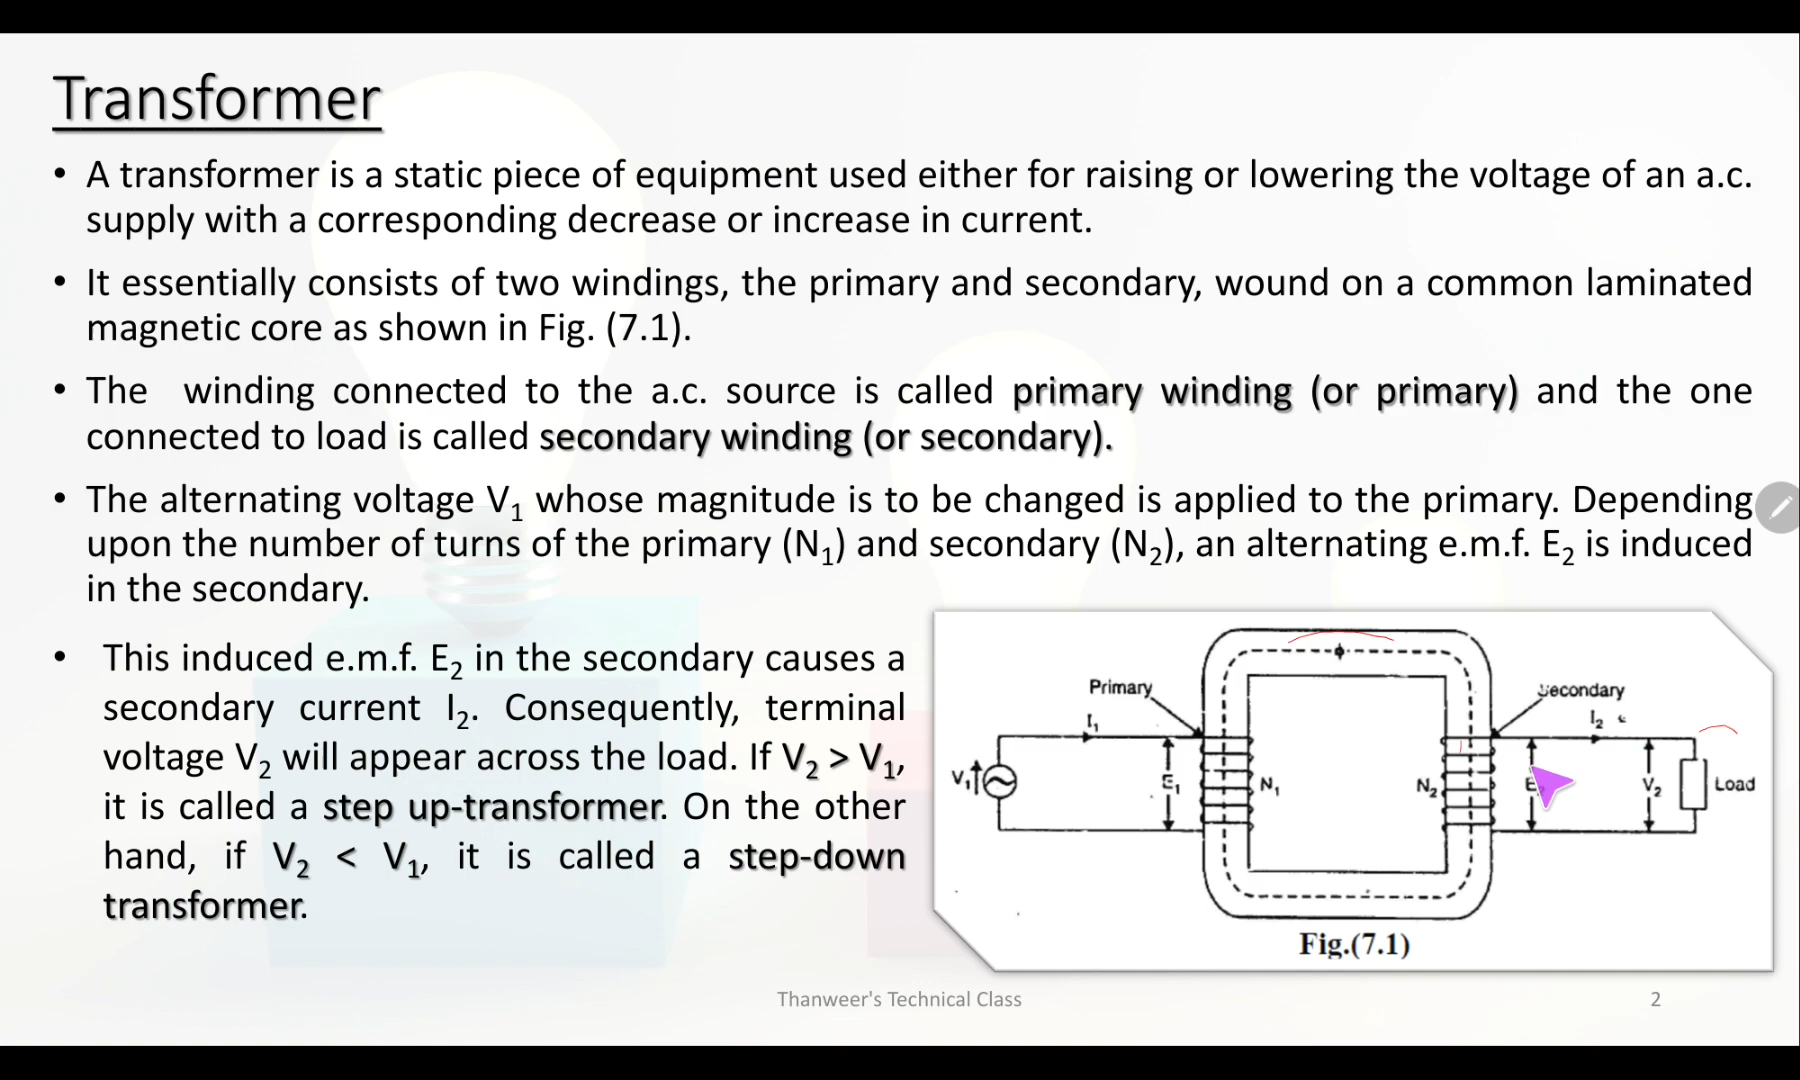 Transformer
• A transformer is a static piece of equipment used either for raising or lowering the voltage of an a.c.
supply with a corresponding decrease or increase in current.
• It essentially consists of two windings, the primary and secondary, wound on a common laminated
magnetic core as shown in Fig. (7.1).
• The winding connected to the a.c. source is called primary winding (or primary) and the one
connected to load is called secondary winding (or secondary).
• The alternating voltage V₁ whose magnitude is to be changed is applied to the primary. Depending
upon the number of turns of the primary (N₁) and secondary (N₂), an alternating e.m.f. E₂ is induced
in the secondary.
• This induced e.m.f. E₂ in the secondary causes a
secondary current I₂. Consequently, terminal
voltage V₂ will appear across the load. If V₂ > V₁,
it is called a step up-transformer. On the other
hand, if V₂ < V₁, it is called a step-down
transformer.
ϕ
Primary
Secondary
I₁
I₂
V₁
E₁
N₁
N₂
V₂
Load
Fig.(7.1)
Thanweer's Technical Class
2